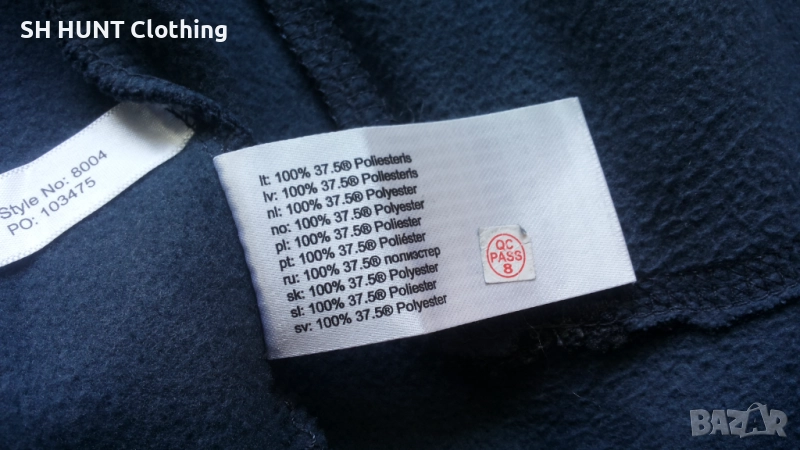 SH HUNT Clothing
Style No: 8004
PO: 103475
lt: 100% 37.5® Poliesteris
lv: 100% 37.5® Poliesteris
nl: 100% 37.5® Polyester
no: 100% 37.5® Polyester
pl: 100% 37.5® Polyester
pt: 100% 37.5® Poliéster
ru: 100% 37.5® полиэстер
sk: 100% 37.5® Polyester
sl: 100% 37.5® Poliester
sv: 100% 37.5® Polyester
QC
PASS
8
BAZAR